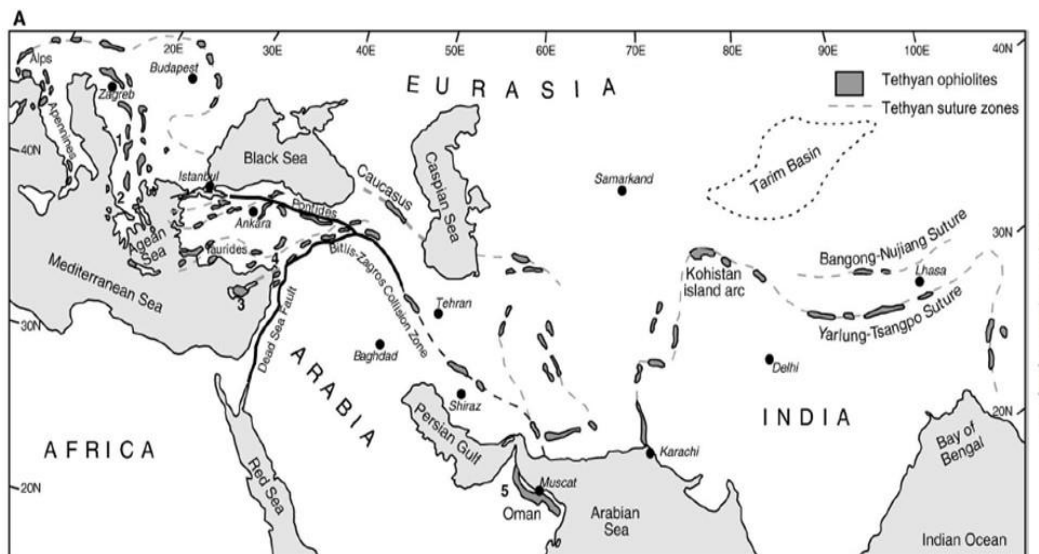 A
20E 30E 40E 50E 60E 70E 80E 90E 100E 40N
Alps
Budapest
EURASIA
Tethyan ophiolites
Tethyan suture zones
Zagreb
Apennines
1
40N
Black Sea
Caucasus
Caspian Sea
Samarkand
Tarim Basin
Istanbul
2
Ankara
Pontides
Agean
Sea
Taurides
4
Bitlis-Zagros Collision Zone
30N
Mediterranean Sea
3
Kohistan
island arc
Bangong-Nujiang Suture
Lhasa
Yarlung-Tsangpo Suture
Tehran
30N
Dead Sea Fault
Baghdad
ARABIA
Delhi
Shiraz
Persian Gulf
INDIA
20N
AFRICA
Red Sea
Karachi
Bay of
Bengal
20N
5
Muscat
Oman
Arabian
Sea
Indian Ocean